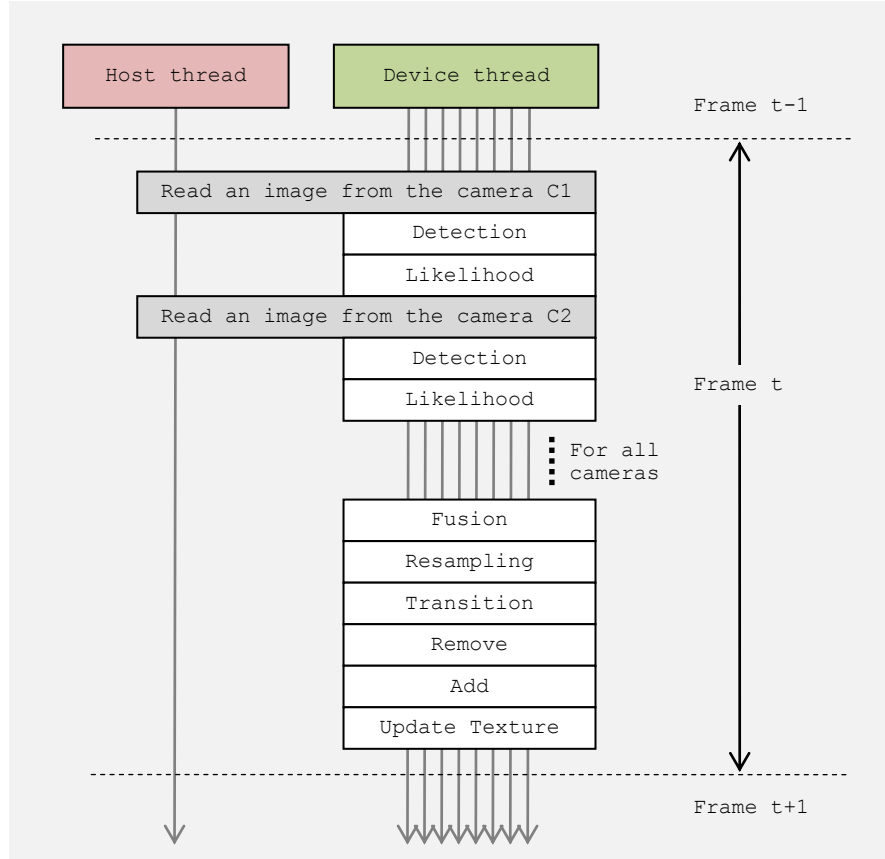 Host thread
Device thread
Frame t-1
Read an image from the camera C1
Detection
Likelihood
Read an image from the camera C2
Detection
Likelihood
Frame t
For all
cameras
Fusion
Resampling
Transition
Remove
Add
Update Texture
Frame t+1